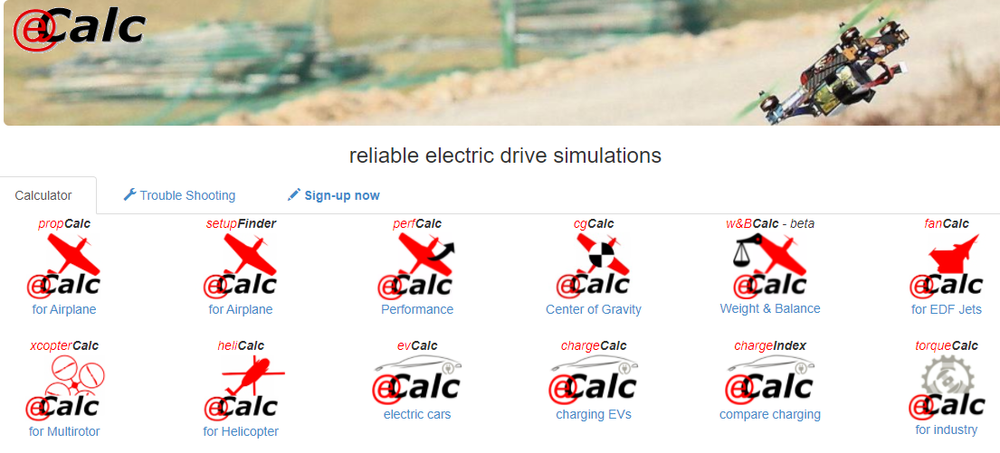 eCalc
reliable electric drive simulations
Calculator Trouble Shooting Sign-up now
propCalc setupFinder perfCalc cgCalc w&BCalc - beta fanCalc
eCalc eCalc eCalc eCalc eCalc eCalc
for Airplane for Airplane Performance Center of Gravity Weight & Balance for EDF Jets
xcopterCalc heliCalc evCalc chargeCalc chargeIndex torqueCalc
eCalc eCalc eCalc eCalc eCalc eCalc
for Multirotor for Helicopter electric cars charging EVs compare charging for industry